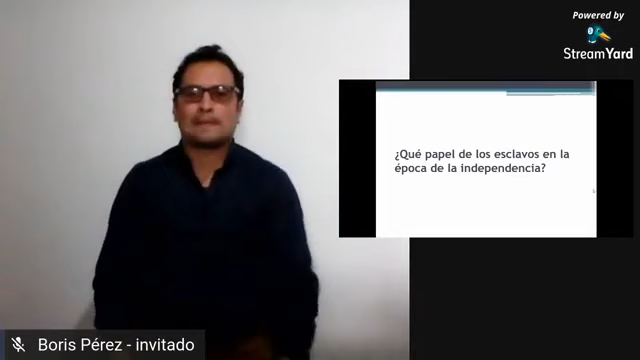 Powered by
StreamYard
¿Qué papel de los esclavos en la
época de la independencia?
Boris Pérez - invitado